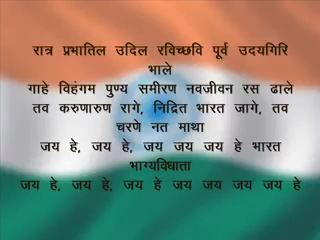 रात्र प्रभातिल उदिल रविच्छवि पूर्व उदयगिरि
भाले
गाहे विहंगम पुण्य समीरण नवजीवन रस ढाले
तव करुणारुण रागे, निद्रित भारत जागे, तव
चरणे नत माथा
जय हे, जय हे, जय जय जय हे भारत
भाग्यविधाता
जय हे, जय हे, जय हे जय जय जय जय हे